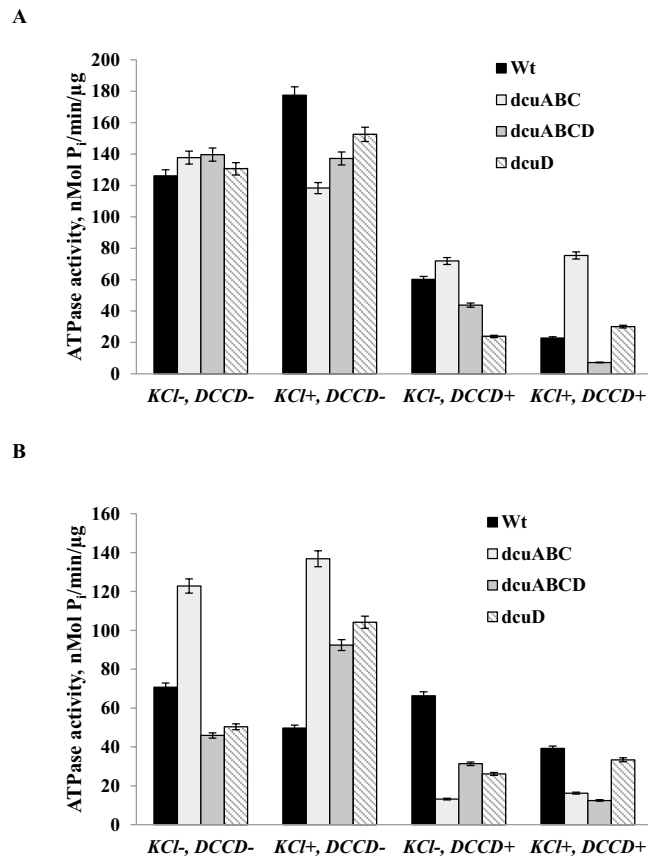 A
ATPase activity, nMol Pi/min/µg
200
180
160
140
120
100
80
60
40
20
0
Wt
dcuABC
dcuABCD
dcuD
KCl-, DCCD- KCl+, DCCD- KCl-, DCCD+ KCl+, DCCD+
B
ATPase activity, nMol Pi/min/µg
160
140
120
100
80
60
40
20
0
Wt
dcuABC
dcuABCD
dcuD
KCl-, DCCD- KCl+, DCCD- KCl-, DCCD+ KCl+, DCCD+